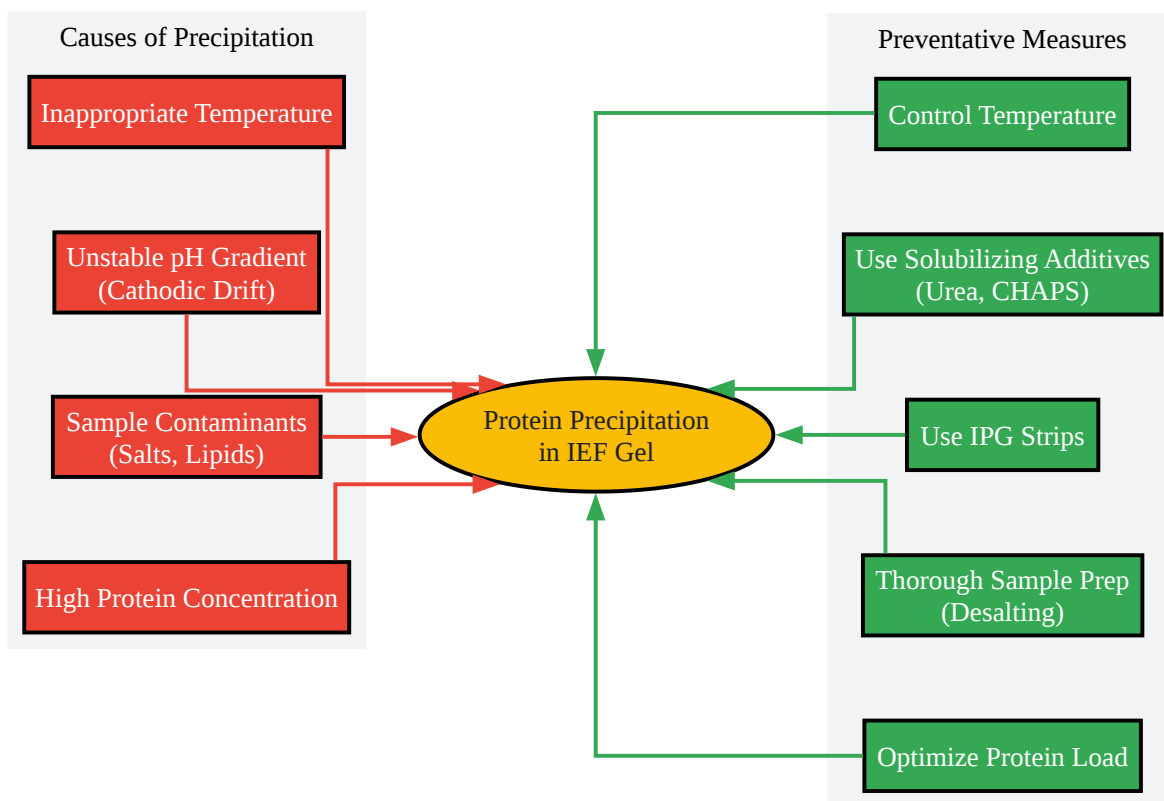 Causes of Precipitation
Inappropriate Temperature
Unstable pH Gradient
(Cathodic Drift)
Sample Contaminants
(Salts, Lipids)
High Protein Concentration
Protein Precipitation
in IEF Gel
Preventative Measures
Control Temperature
Use Solubilizing Additives
(Urea, CHAPS)
Use IPG Strips
Thorough Sample Prep
(Desalting)
Optimize Protein Load